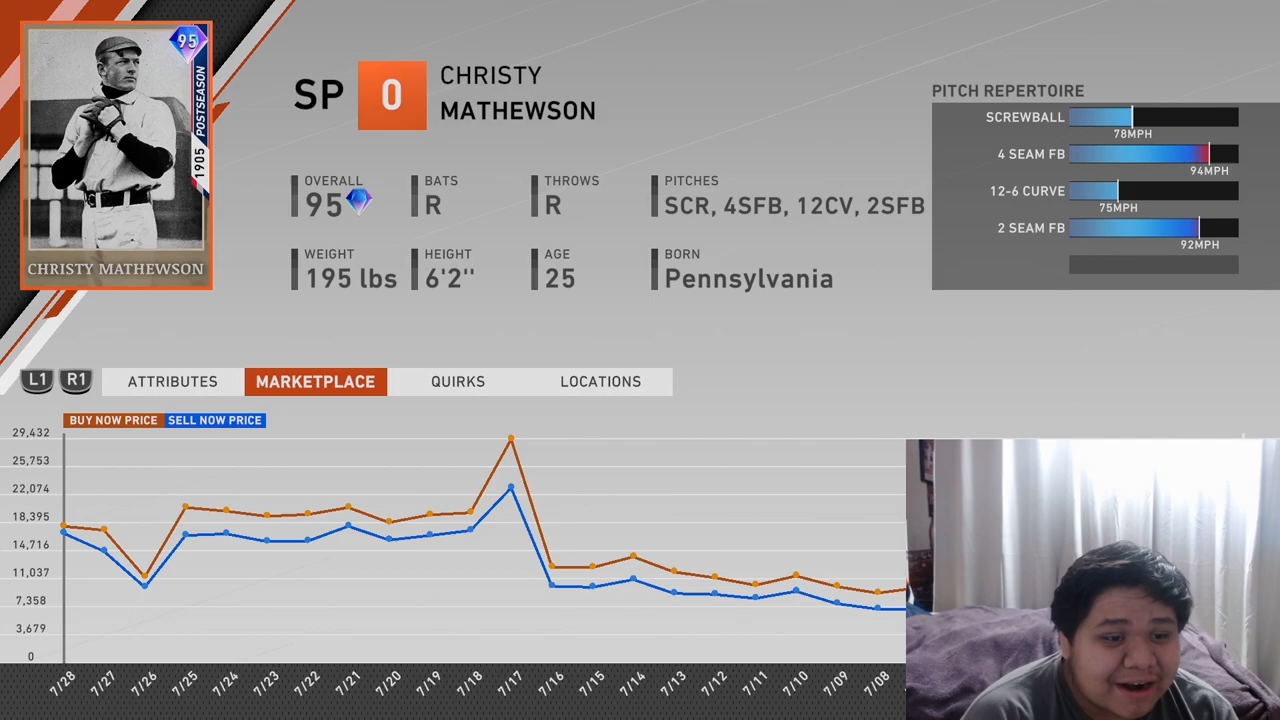 95
1905 POSTSEASON
CHRISTY MATHEWSON
SP 0 CHRISTY
MATHEWSON
OVERALL
95
BATS
R
THROWS
R
PITCHES
SCR, 4SFB, 12CV, 2SFB
WEIGHT
195 lbs
HEIGHT
6'2"
AGE
25
BORN
Pennsylvania
PITCH REPERTOIRE
SCREWBALL
78MPH
4 SEAM FB
94MPH
12-6 CURVE
75MPH
2 SEAM FB
92MPH
L1 R1 ATTRIBUTES MARKETPLACE QUIRKS LOCATIONS
BUY NOW PRICE SELL NOW PRICE
29,432
25,753
22,074
18,395
14,716
11,037
7,358
3,679
0
7/28 7/27 7/26 7/25 7/24 7/23 7/22 7/21 7/20 7/19 7/18 7/17 7/16 7/15 7/14 7/13 7/12 7/11 7/10 7/09 7/08